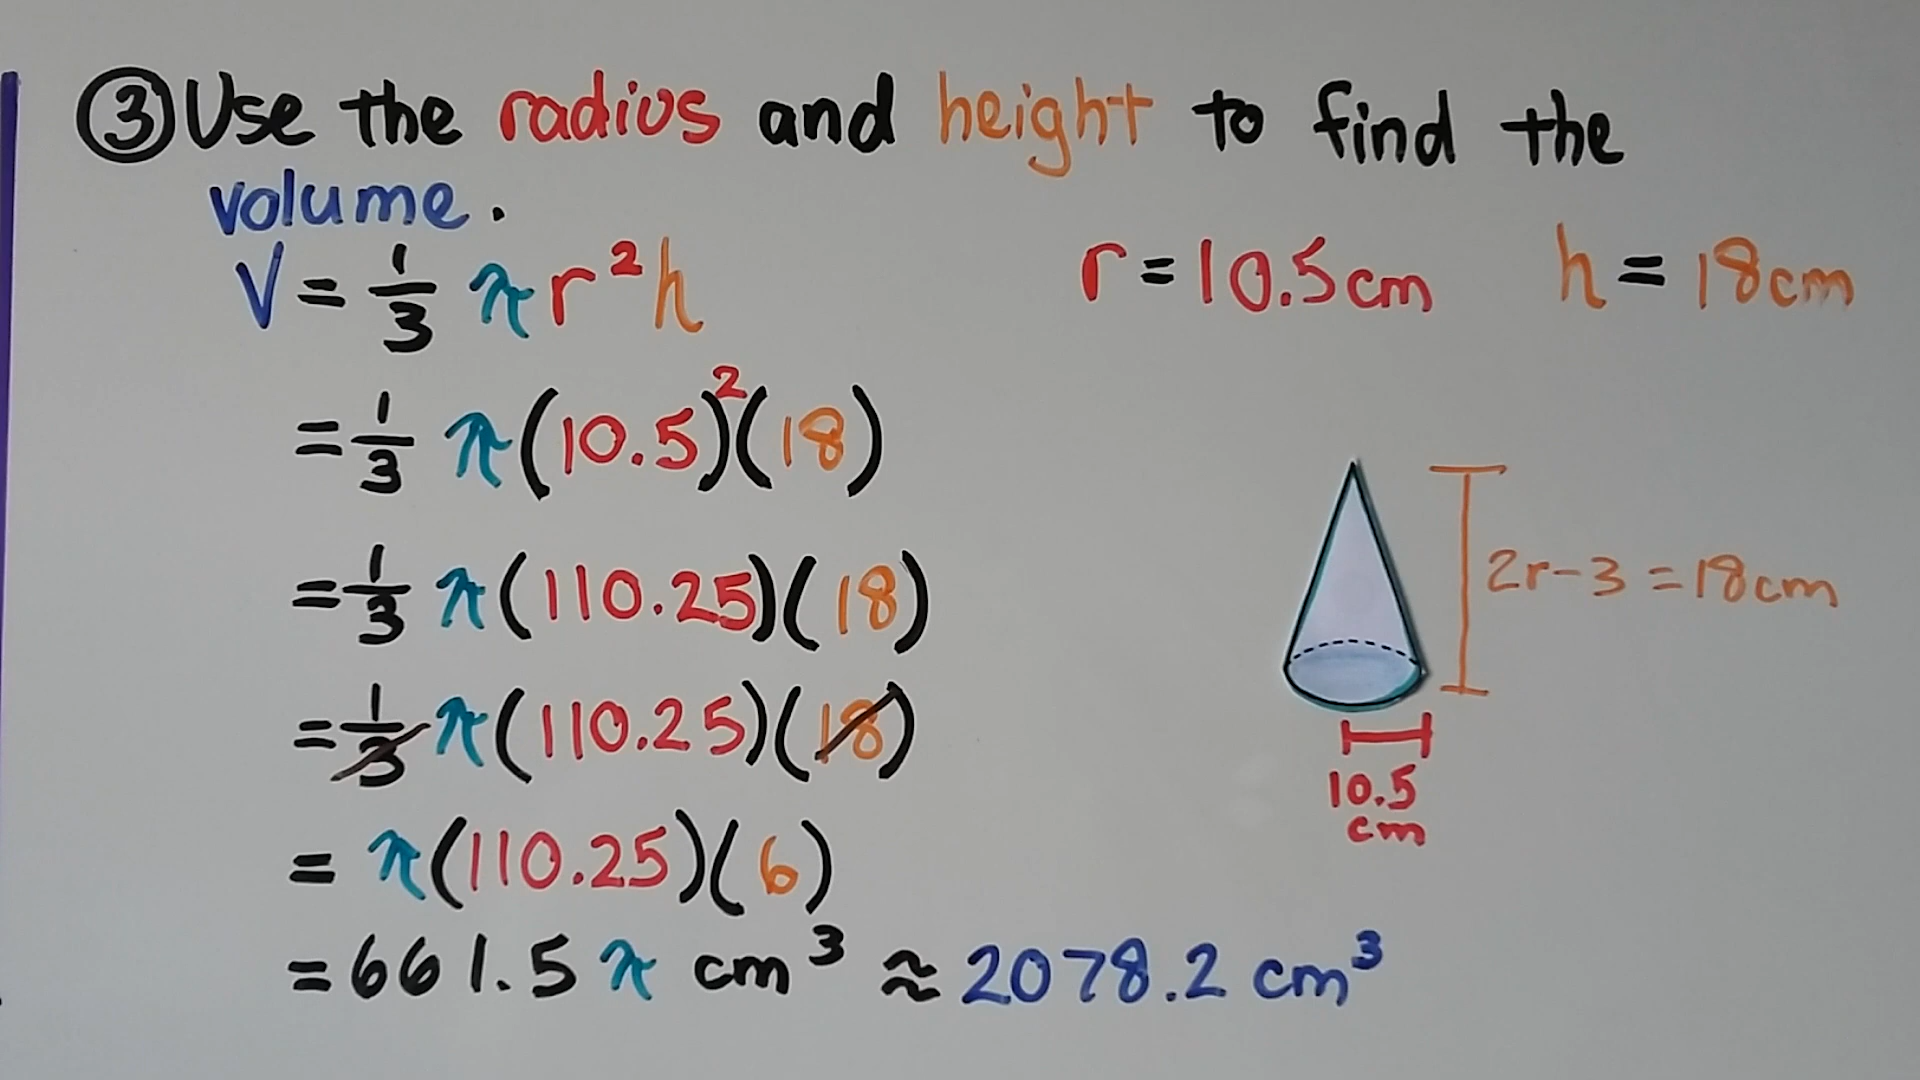 ③ Use the radius and height to find the
volume.
V = 1/3 π r² h
r = 10.5 cm h = 18 cm
= 1/3 π (10.5)² (18)
= 1/3 π (110.25) (18)
= 1/3 π (110.25) (18)
= π (110.25) (6)
= 661.5 π cm³ ≈ 2078.2 cm³
2r - 3 = 18 cm
10.5
cm